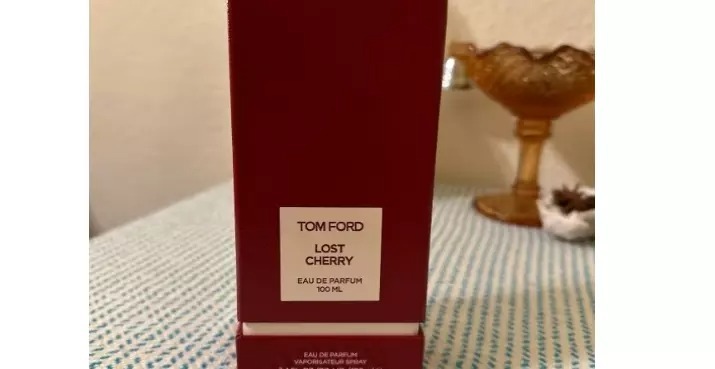 TOM FORD
LOST
CHERRY
EAU DE PARFUM
100 ML
EAU DE PARFUM
VAPORISATEUR SPRAY